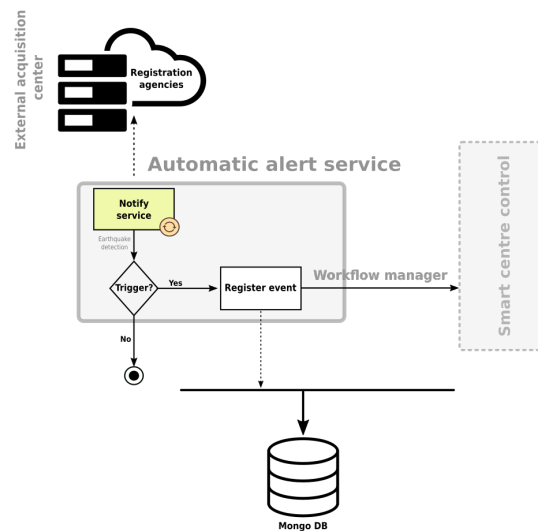 External acquisition
center
Registration
agencies
Automatic alert service
Notify
service
Earthquake
detection
Trigger?
Yes
Register event
Workflow manager
Smart centre control
No
Mongo DB